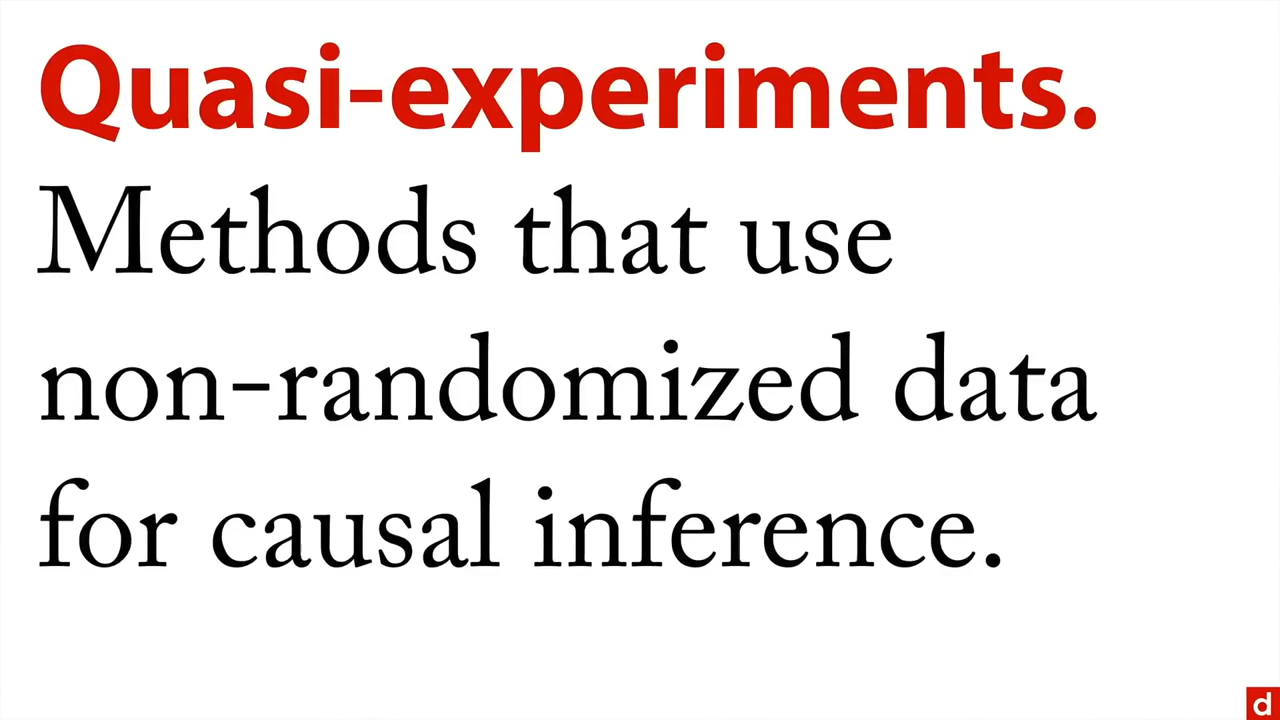 Quasi-experiments.
Methods that use
non-randomized data
for causal inference.
d